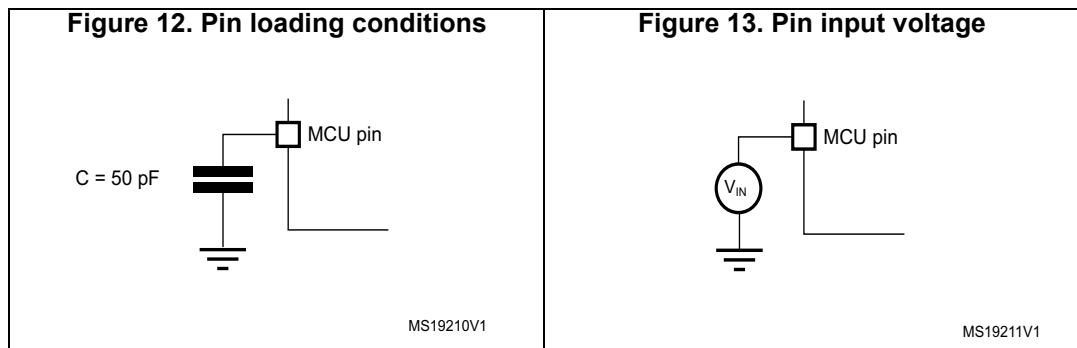 Figure 12. Pin loading conditions
MCU pin
C = 50 pF
MS19210V1
Figure 13. Pin input voltage
MCU pin
VIN
MS19211V1